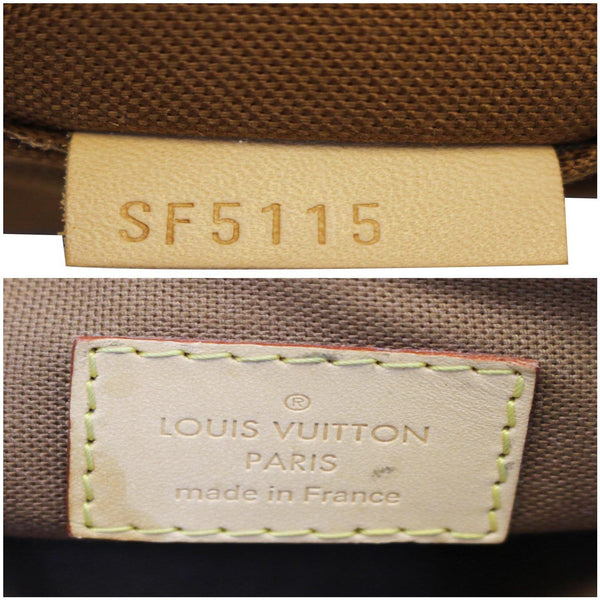 SF5115
®
LOUIS VUITTON
PARIS
made in France